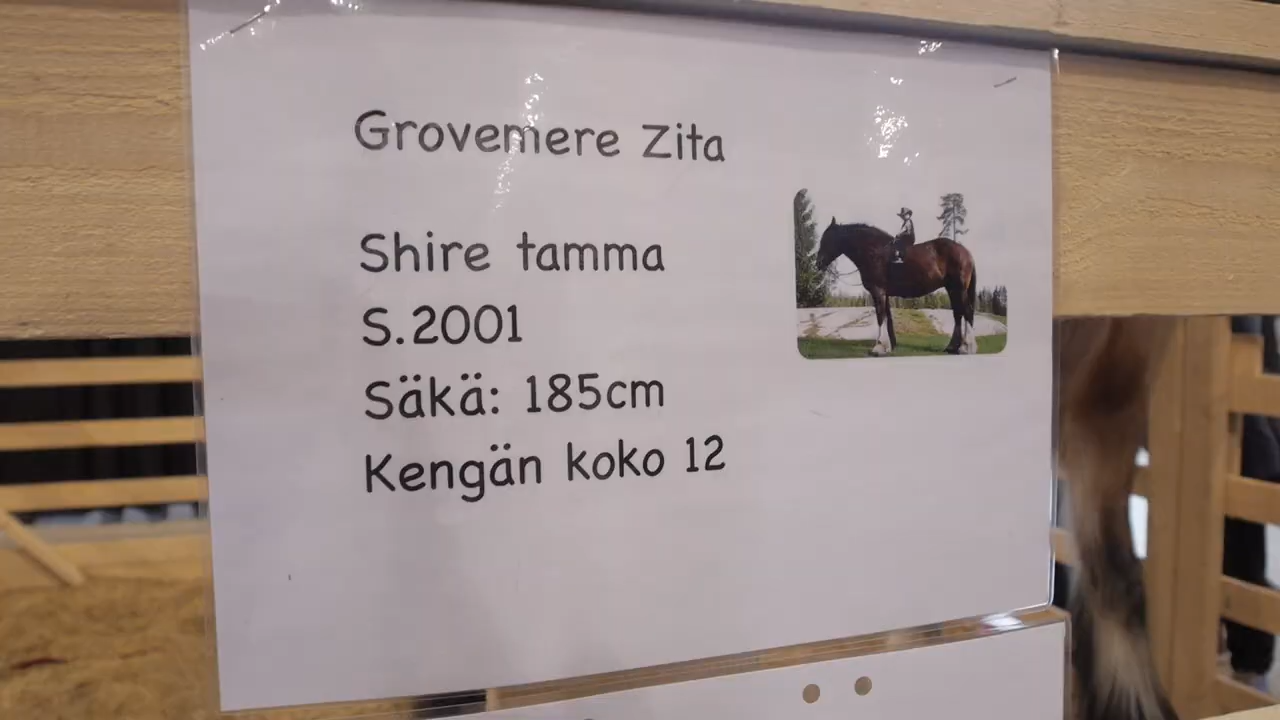 Grovemere Zita
Shire tamma
S.2001
Säkä: 185cm
Kengän koko 12